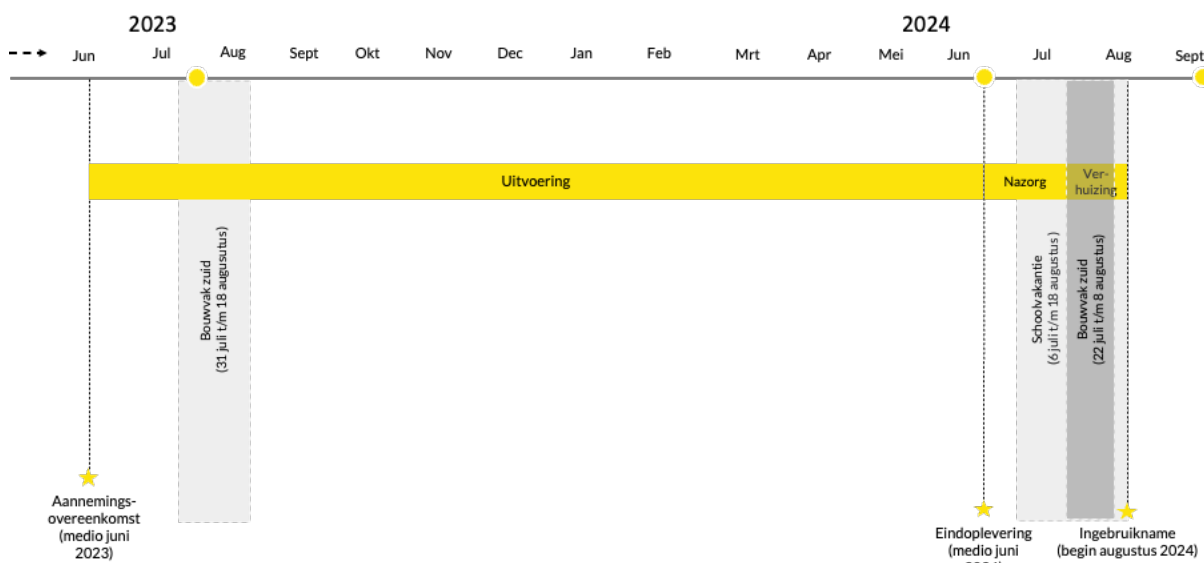 2023
2024
Jun
Jul
Aug
Sept
Okt
Nov
Dec
Jan
Feb
Mrt
Apr
Mei
Jun
Jul
Aug
Sept
Uitvoering
Nazorg
Ver-
huizing
Bouwvak zuid
(31 juli t/m 18 augusutus)
Schoolvakantie
(6 juli t/m 18 augustus )
Bouwvak zuid
(22 juli t/m 8 augustus)
Aannemings-
overeenkomst
(medio juni
2023)
Eindoplevering
(medio juni
Ingebruikname
(begin augustus 2024)